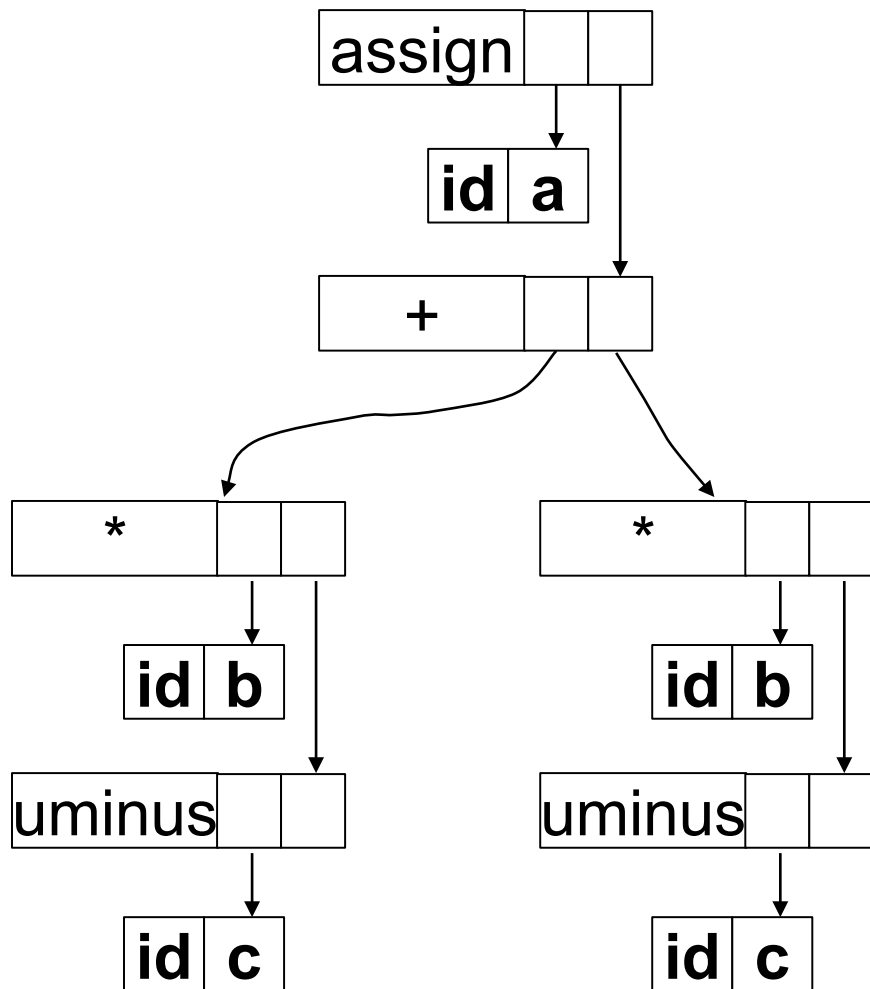 assign
id a
+
* *
id b id b
uminus uminus
id c id c